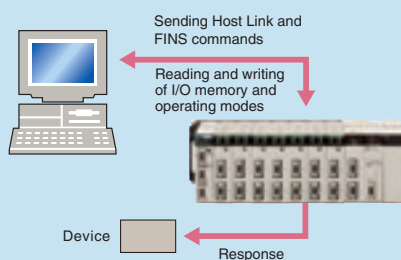 Sending Host Link and
FINS commands
Reading and writing
of I/O memory and
operating modes
Device
Response